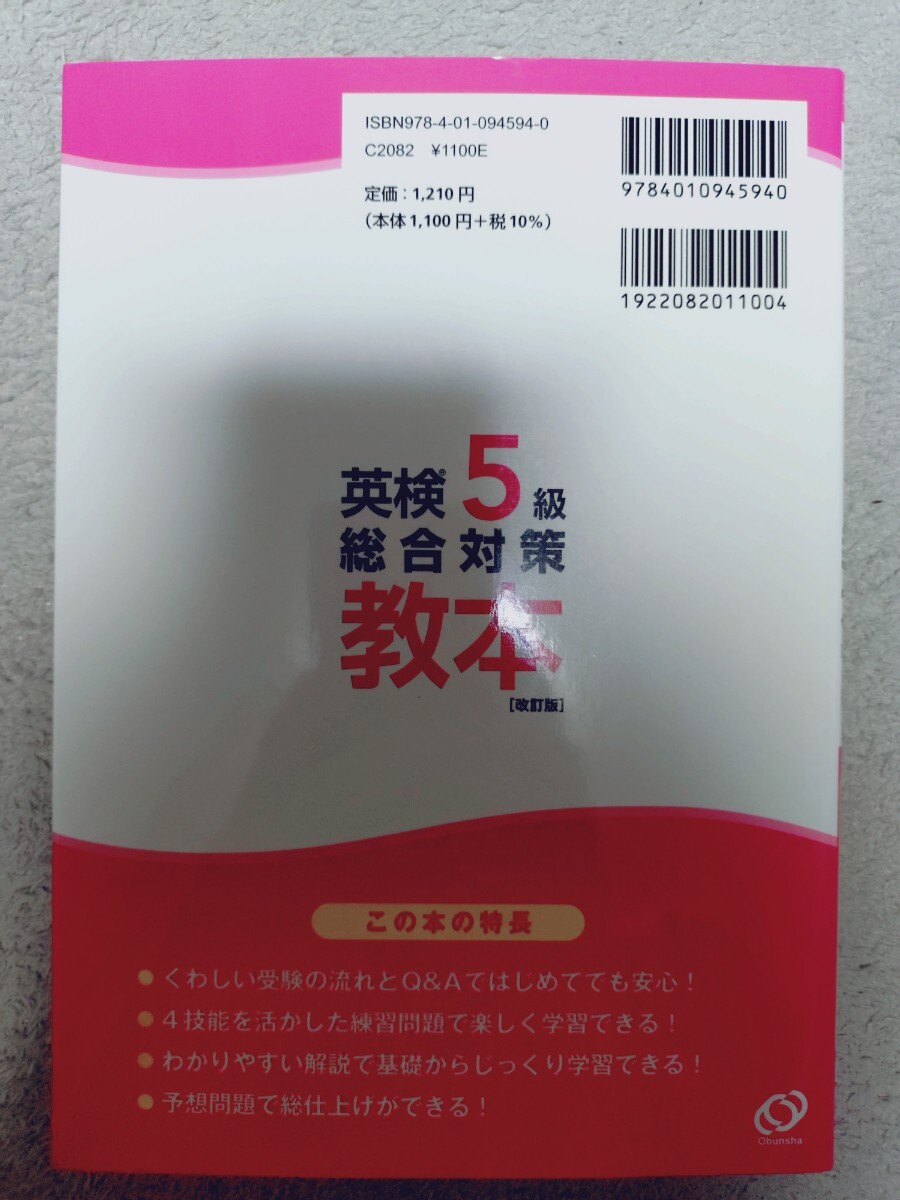 ISBN978-4-01-094594-0
C2082 ¥1100E
定価：1,210円
(本体1,100円＋税10%)
9784010945940
1922082011004
英検® 5 級
総合対策
教本
[改訂版]
この本の特長
● くわしい受験の流れとQ&Aではじめてでも安心！
● 4技能を活かした練習問題で楽しく学習できる！
● わかりやすい解説で基礎からじっくり学習できる！
● 予想問題で総仕上げができる！
Obunsha